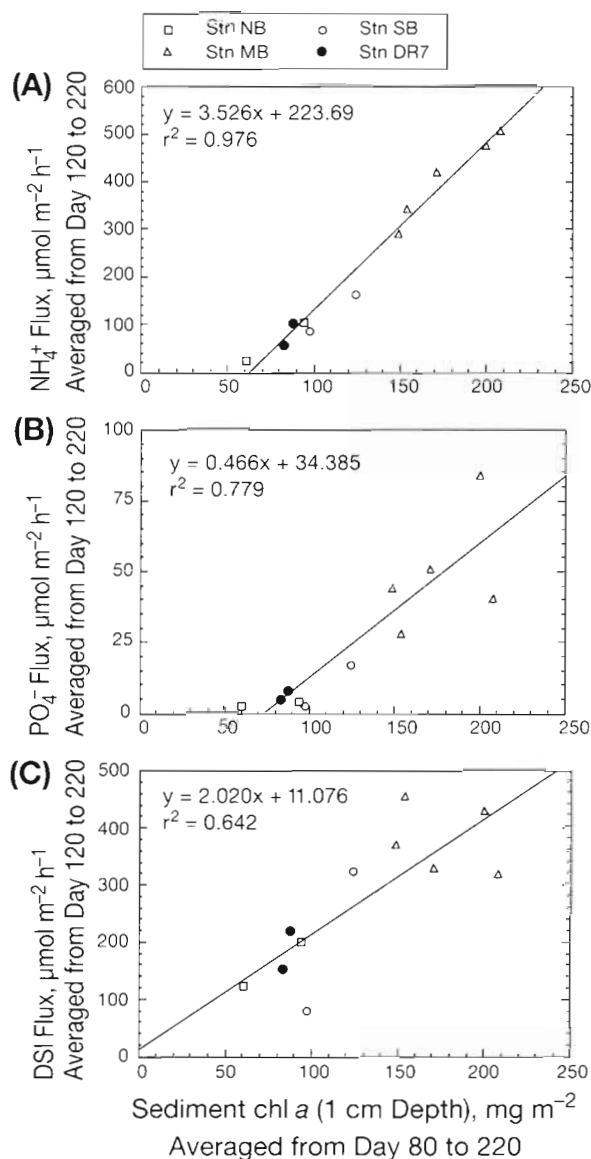 Stn NB Stn SB
Stn MB Stn DR7
(A)
y = 3.526x + 223.69
r² = 0.976
NH₄⁺ Flux, μmol m⁻² h⁻¹
Averaged from Day 120 to 220
600
500
400
300
200
100
0
0 50 100 150 200 250
(B)
y = 0.466x + 34.385
r² = 0.779
PO₄⁻ Flux, μmol m⁻² h⁻¹
Averaged from Day 120 to 220
100
75
50
25
0
0 50 100 150 200 250
(C)
y = 2.020x + 11.076
r² = 0.642
DSI Flux, μmol m⁻² h⁻¹
Averaged from Day 120 to 220
500
400
300
200
100
0
0 50 100 150 200 250
Sediment chl a (1 cm Depth), mg m⁻²
Averaged from Day 80 to 220